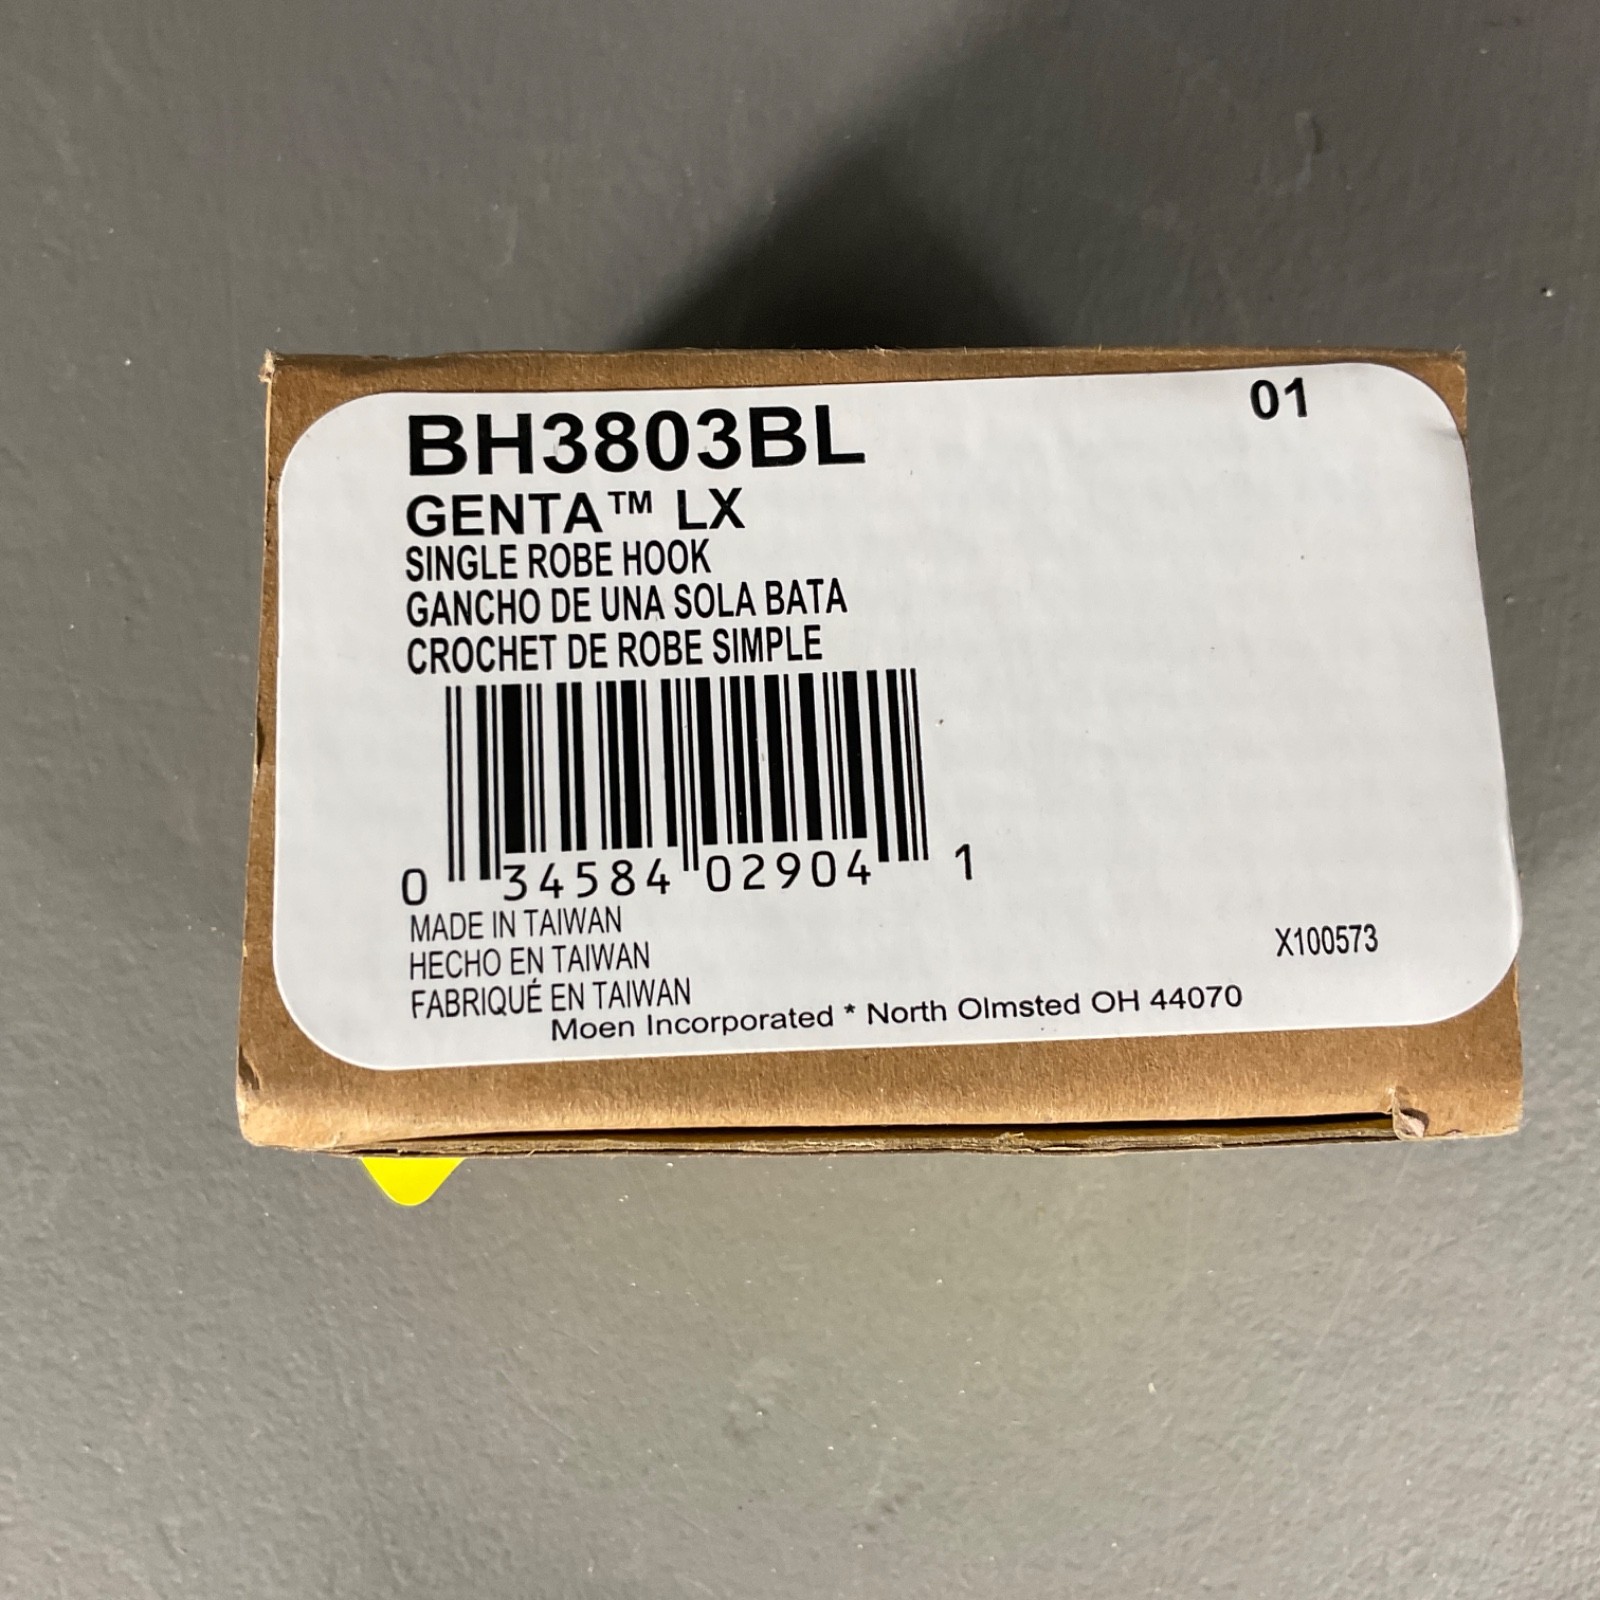 BH3803BL
01
GENTA™ LX
SINGLE ROBE HOOK
GANCHO DE UNA SOLA BATA
CROCHET DE ROBE SIMPLE
0 34584 02904 1
MADE IN TAIWAN
HECHO EN TAIWAN
X100573
FABRIQUÉ EN TAIWAN
Moen Incorporated * North Olmsted OH 44070